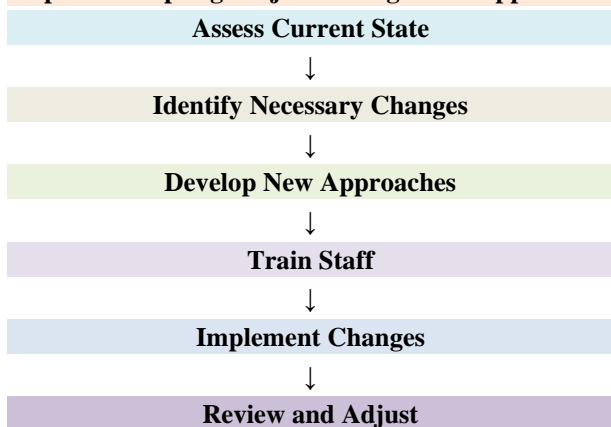 Assess Current State
↓
Identify Necessary Changes
↓
Develop New Approaches
↓
Train Staff
↓
Implement Changes
↓
Review and Adjust